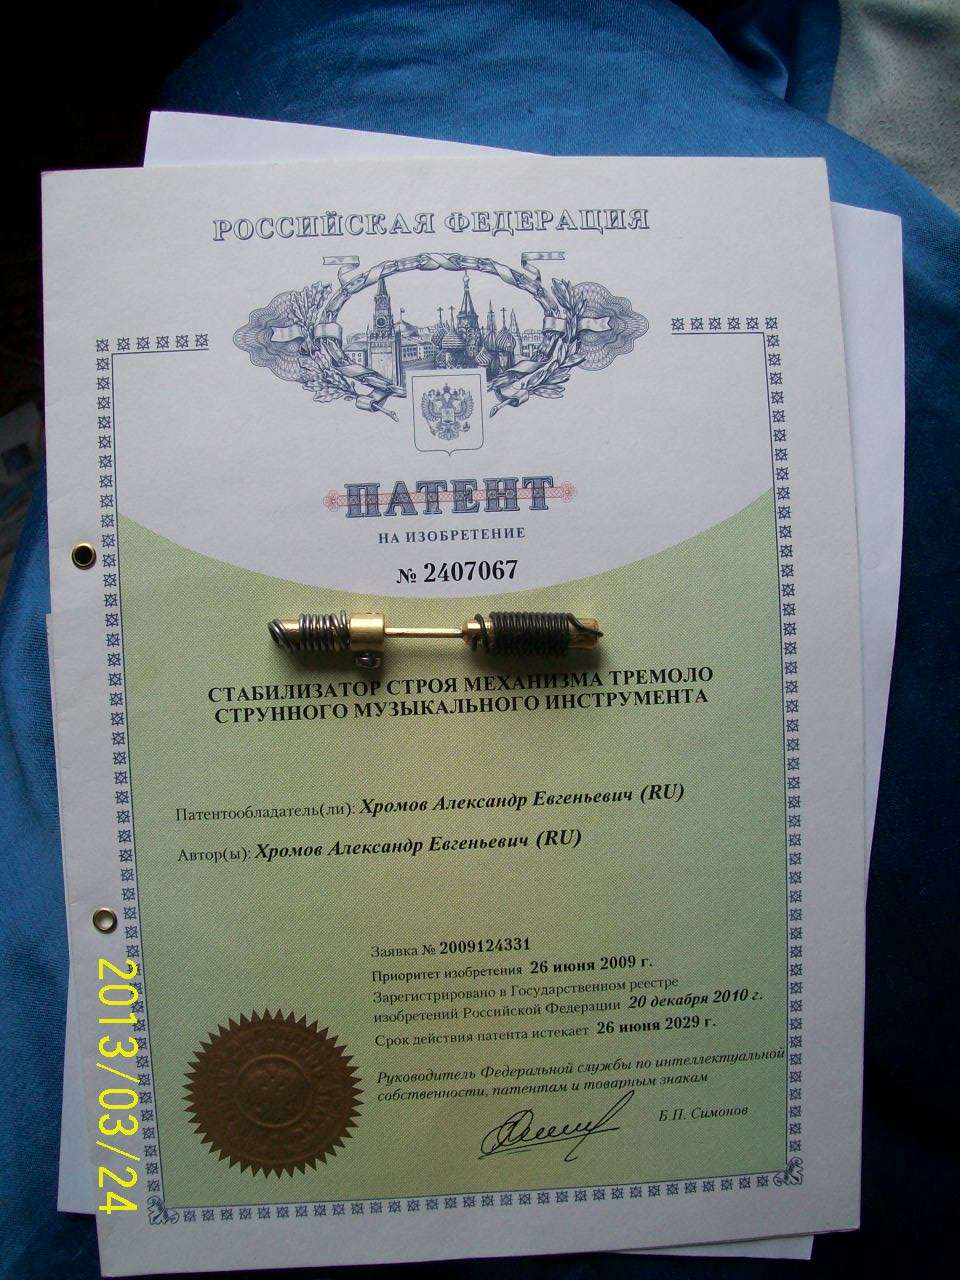 РОССИЙСКАЯ ФЕДЕРАЦИЯ
ПАТЕНТ
НА ИЗОБРЕТЕНИЕ
№ 2407067
СТАБИЛИЗАТОР СТРОЯ МЕХАНИЗМА ТРЕМОЛО
СТРУННОГО МУЗЫКАЛЬНОГО ИНСТРУМЕНТА
Патентообладатель(ли): Хромов Александр Евгеньевич (RU)
Автор(ы): Хромов Александр Евгеньевич (RU)
Заявка № 2009124331
Приоритет изобретения 26 июня 2009 г.
Зарегистрировано в Государственном реестре
изобретений Российской Федерации 20 декабря 2010 г.
Срок действия патента истекает 26 июня 2029 г.
Руководитель Федеральной службы по интеллектуальной
собственности, патентам и товарным знакам
Б.П. Симонов
2013/03/24